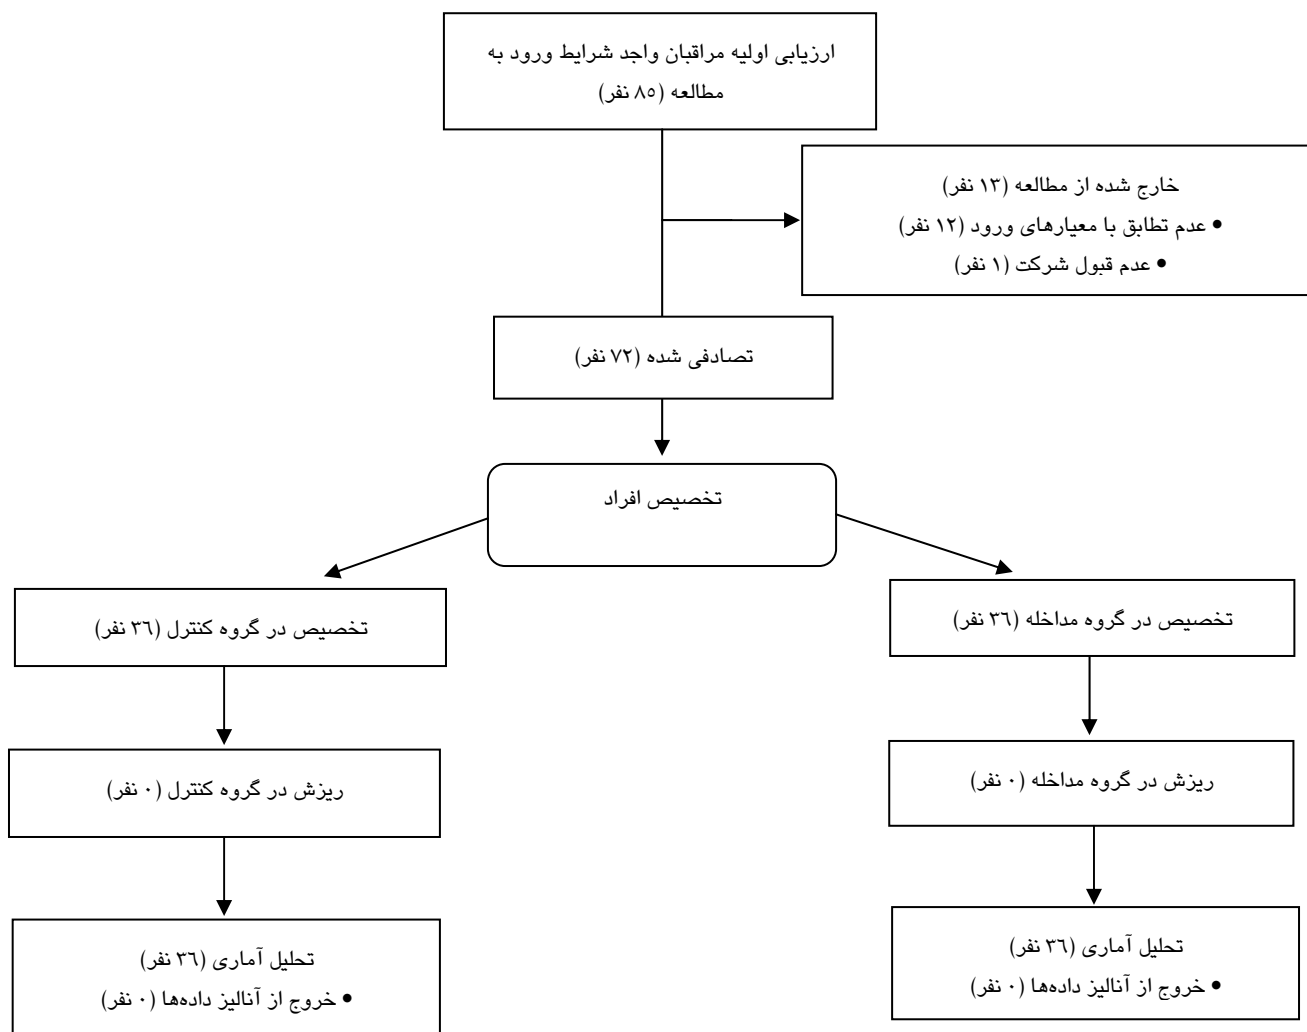 ارزیابی اولیه مراقبان واجد شرایط ورود به
مطالعه (۸۵ نفر)
خارج شده از مطالعه (۱۳ نفر)
• عدم تطابق با معیارهای ورود (۱۲ نفر)
• عدم قبول شرکت (۱ نفر)
تصادفی شده (۷۲ نفر)
تخصیص افراد
تخصیص در گروه مداخله (۳٦ نفر)
تخصیص در گروه کنترل (۳٦ نفر)
ریزش در گروه مداخله (۰ نفر)
ریزش در گروه کنترل (۰ نفر)
تحلیل آماری (۳٦ نفر)
• خروج از آنالیز داده‌ها (۰ نفر)
تحلیل آماری (۳٦ نفر)
• خروج از آنالیز داده‌ها (۰ نفر)